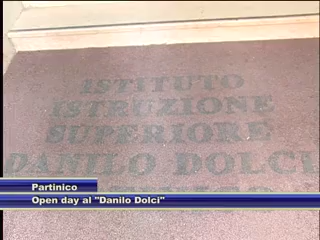 ISTITUTO
ISTRUZIONE
SUPERIORE
DANILO DOLCI
Partinico
Open day al "Danilo Dolci"